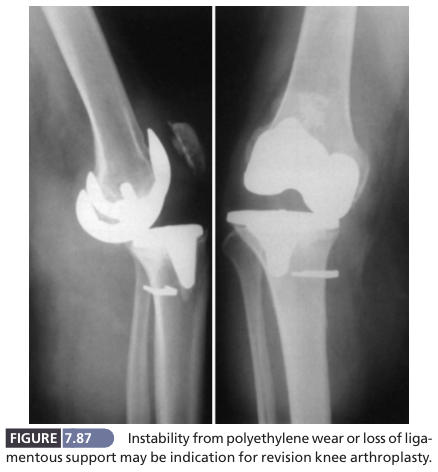 FIGURE 7.87 Instability from polyethylene wear or loss of liga-
mentous support may be indication for revision knee arthroplasty.